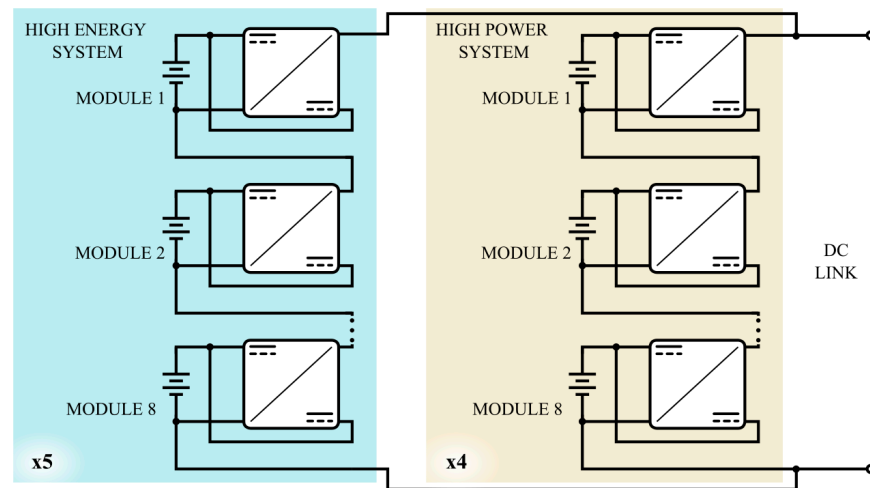 HIGH ENERGY
SYSTEM
MODULE 1
MODULE 2
MODULE 8
x5
HIGH POWER
SYSTEM
MODULE 1
MODULE 2
MODULE 8
x4
DC
LINK